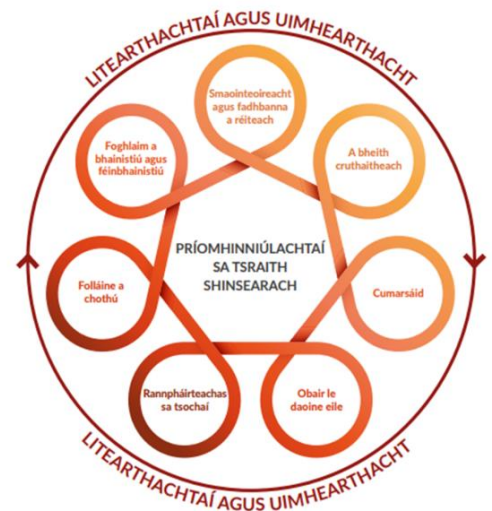 LITEARTHACHTAÍ AGUS UIMHEARTHACHT
Smaointeoireacht
agus fadhbanna
a réiteach
A bheith
cruthaitheach
Cumarsáid
Obair le
daoine eile
Rannpháirteachas
sa tsochaí
Folláine a
chothú
Foghlaim a
bhainistiú agus
féinbhainistiú
PRÍOMHINNIÚLACHTAÍ
SA TSRAITH
SHINSEARACH
LITEARTHACHTAÍ AGUS UIMHEARTHACHT